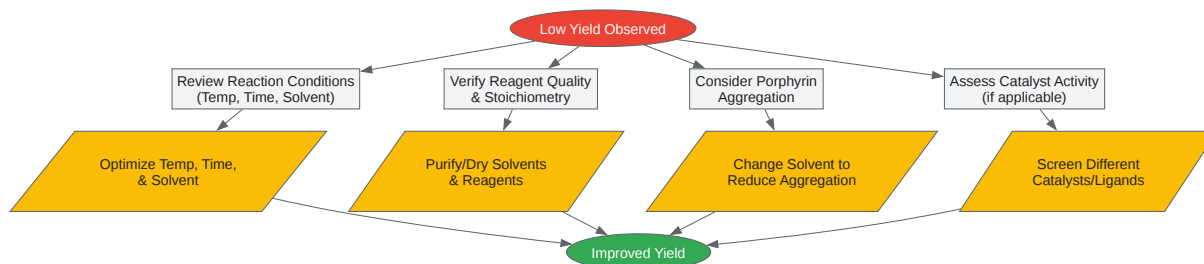 Low Yield Observed
Review Reaction Conditions
(Temp, Time, Solvent)
Verify Reagent Quality
& Stoichiometry
Consider Porphyrin
Aggregation
Assess Catalyst Activity
(if applicable)
Optimize Temp, Time,
& Solvent
Purify/Dry Solvents
& Reagents
Change Solvent to
Reduce Aggregation
Screen Different
Catalysts/Ligands
Improved Yield